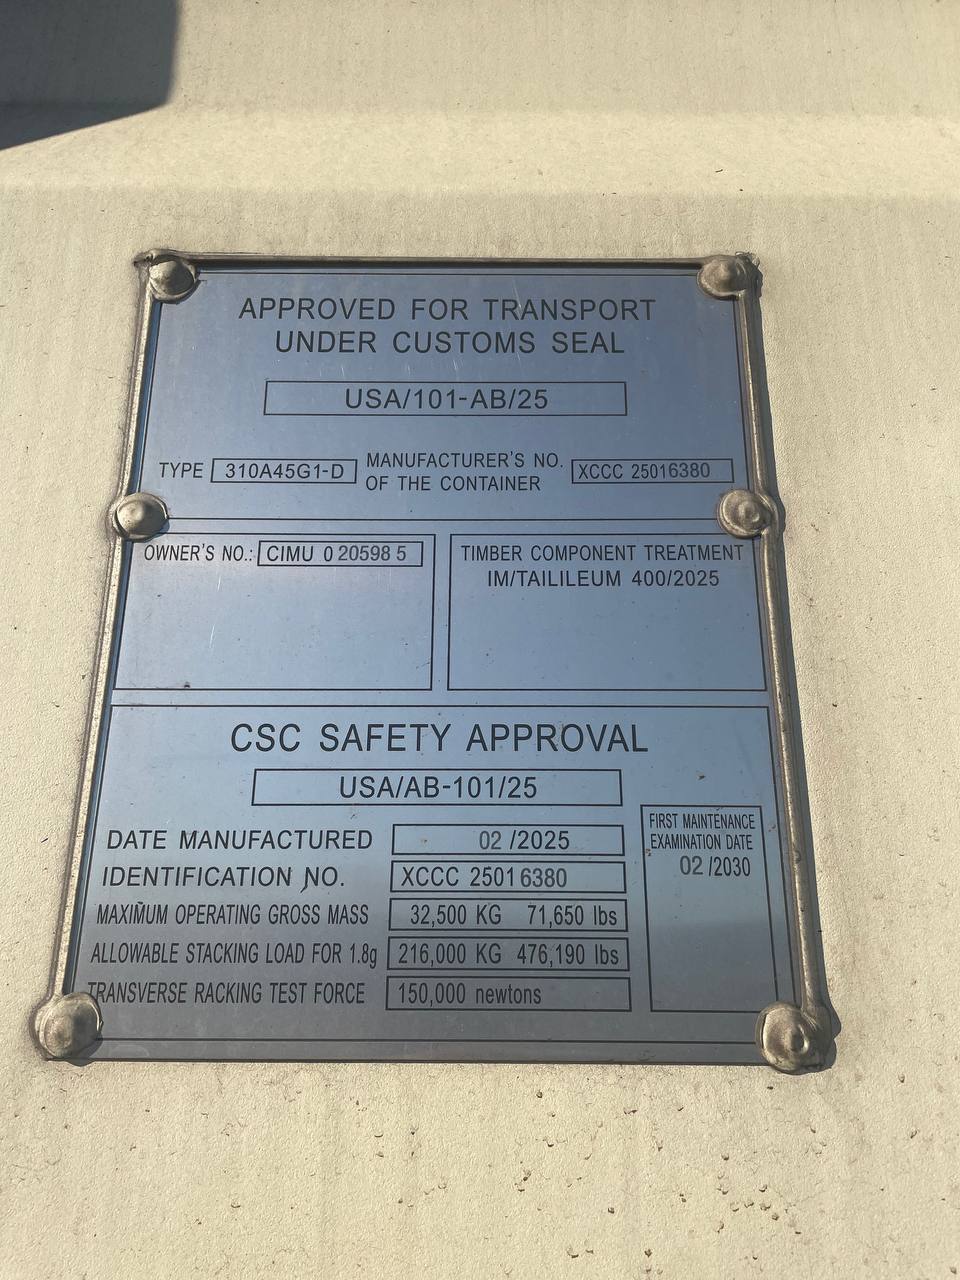 APPROVED FOR TRANSPORT
UNDER CUSTOMS SEAL
USA/101-AB/25
TYPE 310A45G1-D MANUFACTURER'S NO. OF THE CONTAINER XCCC 25016380
OWNER'S NO.: CIMU 0 20598 5
TIMBER COMPONENT TREATMENT
IM/TAILILEUM 400/2025
CSC SAFETY APPROVAL
USA/AB-101/25
DATE MANUFACTURED 02 /2025
IDENTIFICATION NO. XCCC 25016380
MAXIMUM OPERATING GROSS MASS 32,500 KG 71,650 lbs
ALLOWABLE STACKING LOAD FOR 1.8g 216,000 KG 476,190 lbs
TRANSVERSE RACKING TEST FORCE 150,000 newtons
FIRST MAINTENANCE
EXAMINATION DATE
02 /2030